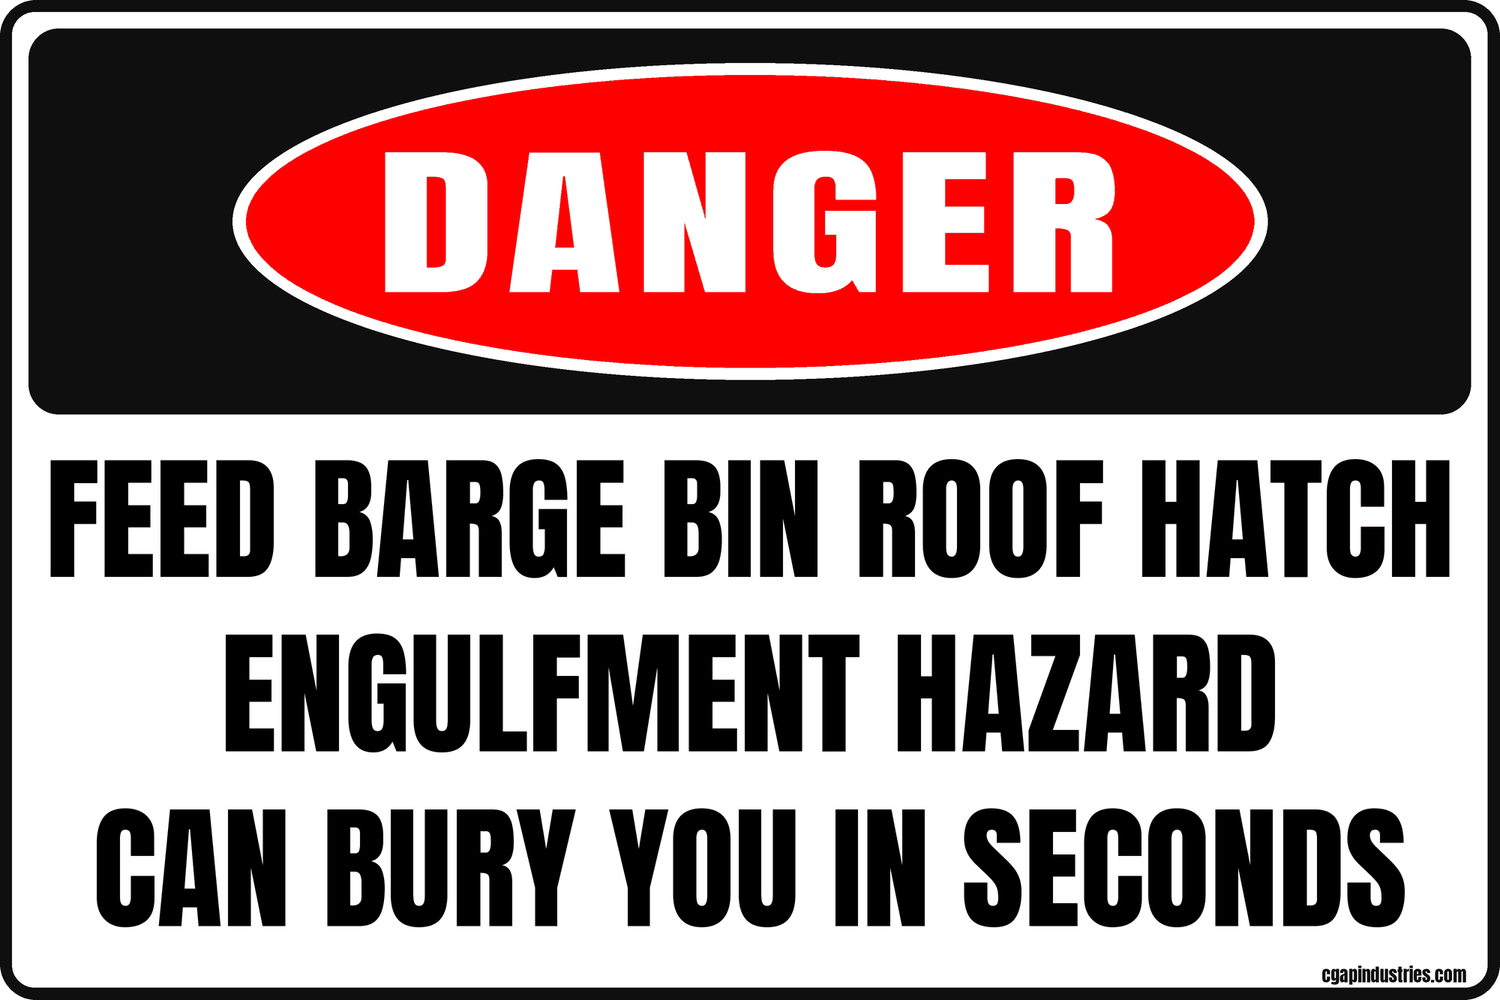 DANGER
FEED BARGE BIN ROOF HATCH
ENGULFMENT HAZARD
CAN BURY YOU IN SECONDS
cgapindustries.com